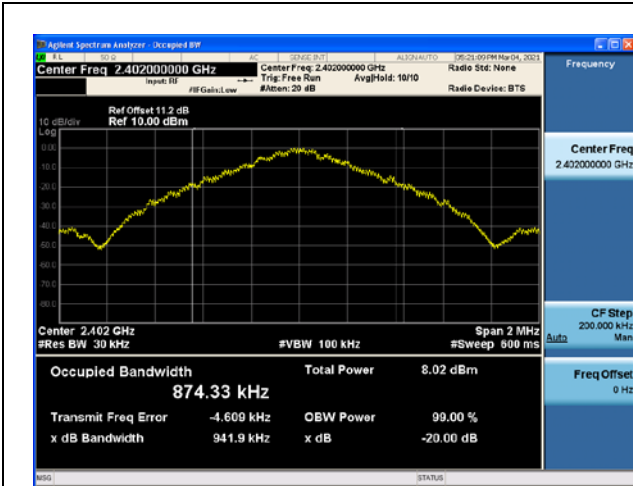 Agilent Spectrum Analyzer - Occupied BW
RL 50 Ω AC SENSE:INT ALIGNAUTO 05:21:09 PM Mar 04, 2021
Center Freq 2.402000000 GHz
Input: RF
#IFGain:Low
Center Freq: 2.402000000 GHz
Trig: Free Run Avg|Hold: 10/10
#Atten: 20 dB
Radio Std: None
Radio Device: BTS
Frequency
Ref Offset 11.2 dB
10 dB/div Ref 10.00 dBm
Log
0.00
10.0
20.0
30.0
40.0
50.0
60.0
70.0
80.0
Center Freq
2.402000000 GHz
Center 2.402 GHz Span 2 MHz
#Res BW 30 kHz #VBW 100 kHz #Sweep 500 ms
CF Step
200.000 kHz
Auto Man
Occupied Bandwidth Total Power 8.02 dBm
874.33 kHz
Transmit Freq Error -4.609 kHz OBW Power 99.00 %
x dB Bandwidth 941.9 kHz x dB -20.00 dB
Freq Offset
0 Hz
MSG STATUS